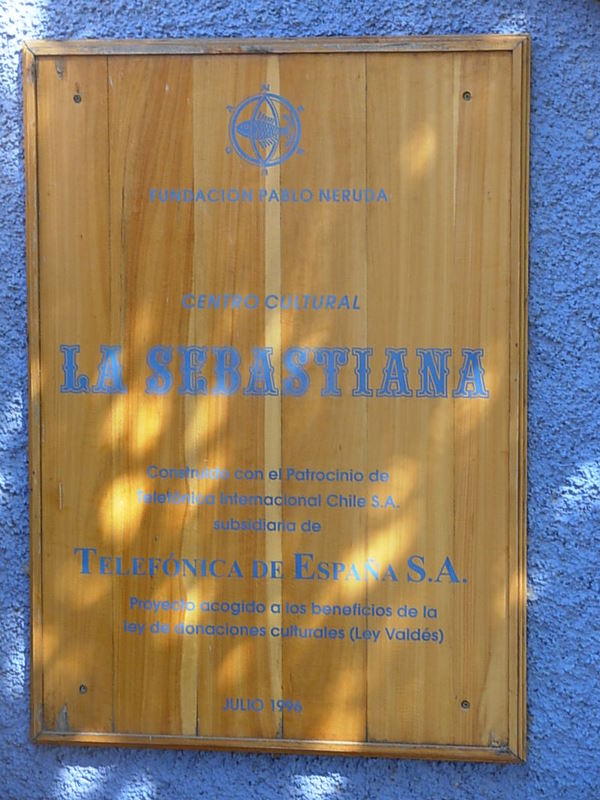 FUNDACION PABLO NERUDA
CENTRO CULTURAL
LA SEBASTIANA
Construido con el Patrocinio de
Telefónica Internacional Chile S.A.
subsidiaria de
TELEFÓNICA DE ESPAÑA S.A.
Proyecto acogido a los beneficios de la
ley de donaciones culturales (Ley Valdés)
JULIO 1996